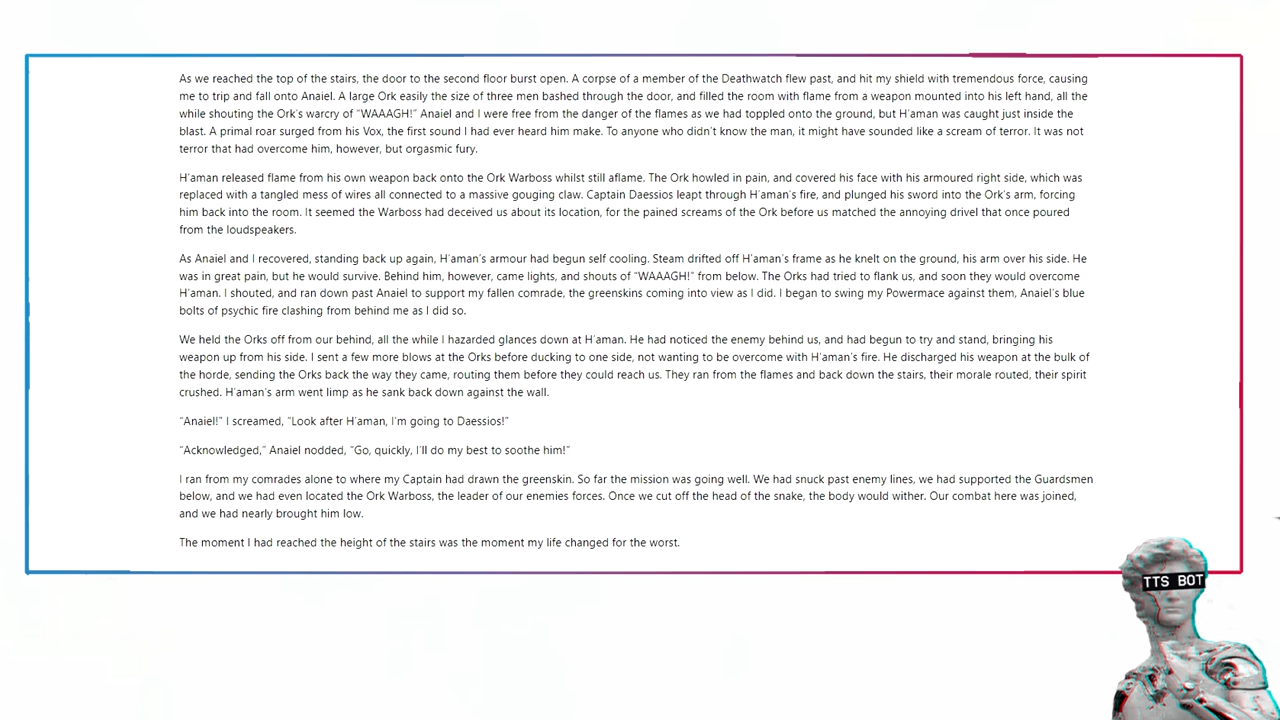 As we reached the top of the stairs, the door to the second floor burst open. A corpse of a member of the Deathwatch flew past, and hit my shield with tremendous force, causing
me to trip and fall onto Anaiel. A large Ork easily the size of three men bashed through the door, and filled the room with flame from a weapon mounted into his left hand, all the
while shouting the Ork's warcry of "WAAAGH!" Anaiel and I were free from the danger of the flames as we had toppled onto the ground, but H'aman was caught just inside the
blast. A primal roar surged from his Vox, the first sound I had ever heard him make. To anyone who didn't know the man, it might have sounded like a scream of terror. It was not
terror that had overcome him, however, but orgasmic fury.
H'aman released flame from his own weapon back onto the Ork Warboss whilst still aflame. The Ork howled in pain, and covered his face with his armoured right side, which was
replaced with a tangled mess of wires all connected to a massive gouging claw. Captain Daessios leapt through H'aman's fire, and plunged his sword into the Ork's arm, forcing
him back into the room. It seemed the Warboss had deceived us about its location, for the pained screams of the Ork before us matched the annoying drivel that once poured
from the loudspeakers.
As Anaiel and I recovered, standing back up again, H'aman's armour had begun self cooling. Steam drifted off H'aman's frame as he knelt on the ground, his arm over his side. He
was in great pain, but he would survive. Behind him, however, came lights, and shouts of "WAAAGH!" from below. The Orks had tried to flank us, and soon they would overcome
H'aman. I shouted, and ran down past Anaiel to support my fallen comrade, the greenskins coming into view as I did. I began to swing my Powermace against them, Anaiel's blue
bolts of psychic fire clashing from behind me as I did so.
We held the Orks off from our behind, all the while I hazarded glances down at H'aman. He had noticed the enemy behind us, and had begun to try and stand, bringing his
weapon up from his side. I sent a few more blows at the Orks before ducking to one side, not wanting to be overcome with H'aman's fire. He discharged his weapon at the bulk of
the horde, sending the Orks back the way they came, routing them before they could reach us. They ran from the flames and back down the stairs, their morale routed, their spirit
crushed. H'aman's arm went limp as he sank back down against the wall.
"Anaiel!" I screamed, "Look after H'aman, I'm going to Daessios!"
"Acknowledged," Anaiel nodded, "Go, quickly, I'll do my best to soothe him!"
I ran from my comrades alone to where my Captain had drawn the greenskin. So far the mission was going well. We had snuck past enemy lines, we had supported the Guardsmen
below, and we had even located the Ork Warboss, the leader of our enemies forces. Once we cut off the head of the snake, the body would wither. Our combat here was joined,
and we had nearly brought him low.
The moment I had reached the height of the stairs was the moment my life changed for the worst.
TTS BOT